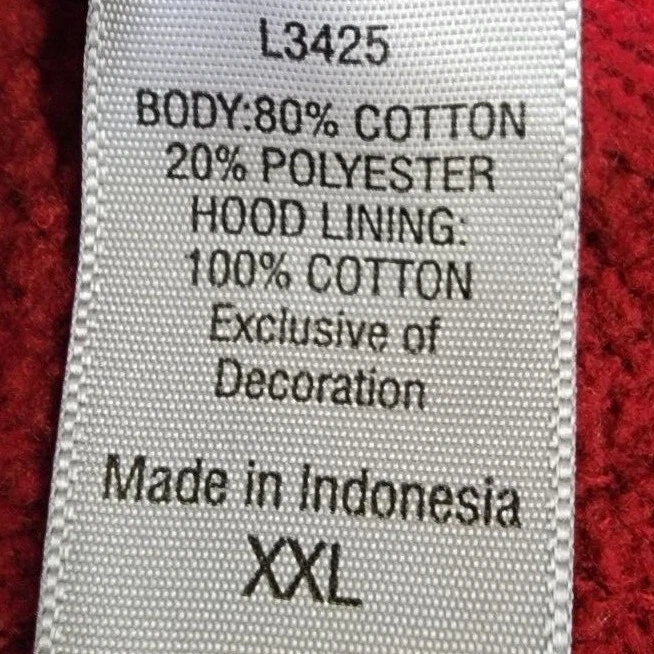 L3425
BODY:80% COTTON
20% POLYESTER
HOOD LINING:
100% COTTON
Exclusive of
Decoration
Made in Indonesia
XXL